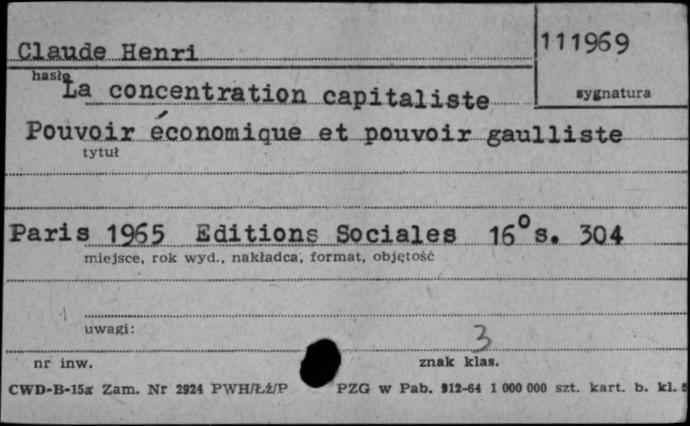 Claude Henri
111969
hasło
La concentration capitaliste
sygnatura
Pouvoir économique et pouvoir gaulliste
tytuł
Paris 1965 Editions Sociales 16° s. 304
miejsce, rok wyd., nakładca, format, objętość
uwagi:
3
nr inw.
znak klas.
CWD-B-15a Zam. Nr 2924 PWH/Łź/P PZG w Pab. 912-64 1 000 000 szt. kart. b. kl.